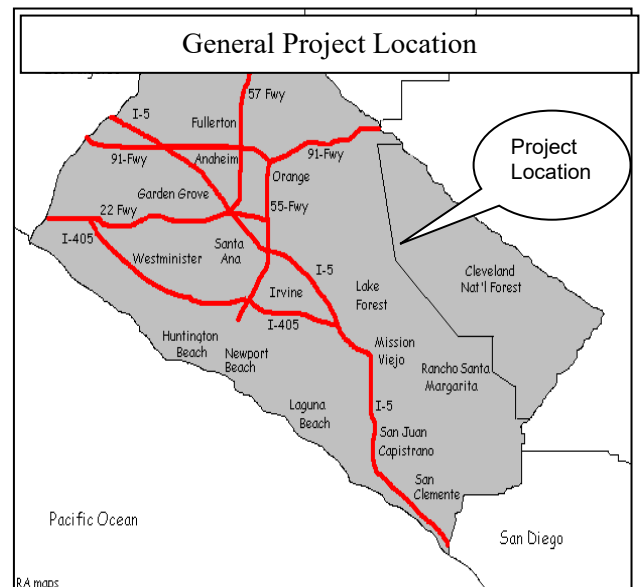 General Project Location
57 Fwy
I-5
Fullerton
Project
Location
91-Fwy
Anaheim
91-Fwy
Orange
Garden Grove
22 Fwy
55-Fwy
I-405
Santa
Ana
Westminister
I-5
Cleveland
Nat'l Forest
Irvine
Lake
Forest
I-405
Huntington
Beach
Newport
Beach
Mission
Viejo
Rancho Santa
Margarita
Laguna
Beach
I-5
San Juan
Capistrano
San
Clemente
Pacific Ocean
San Diego
RA maps